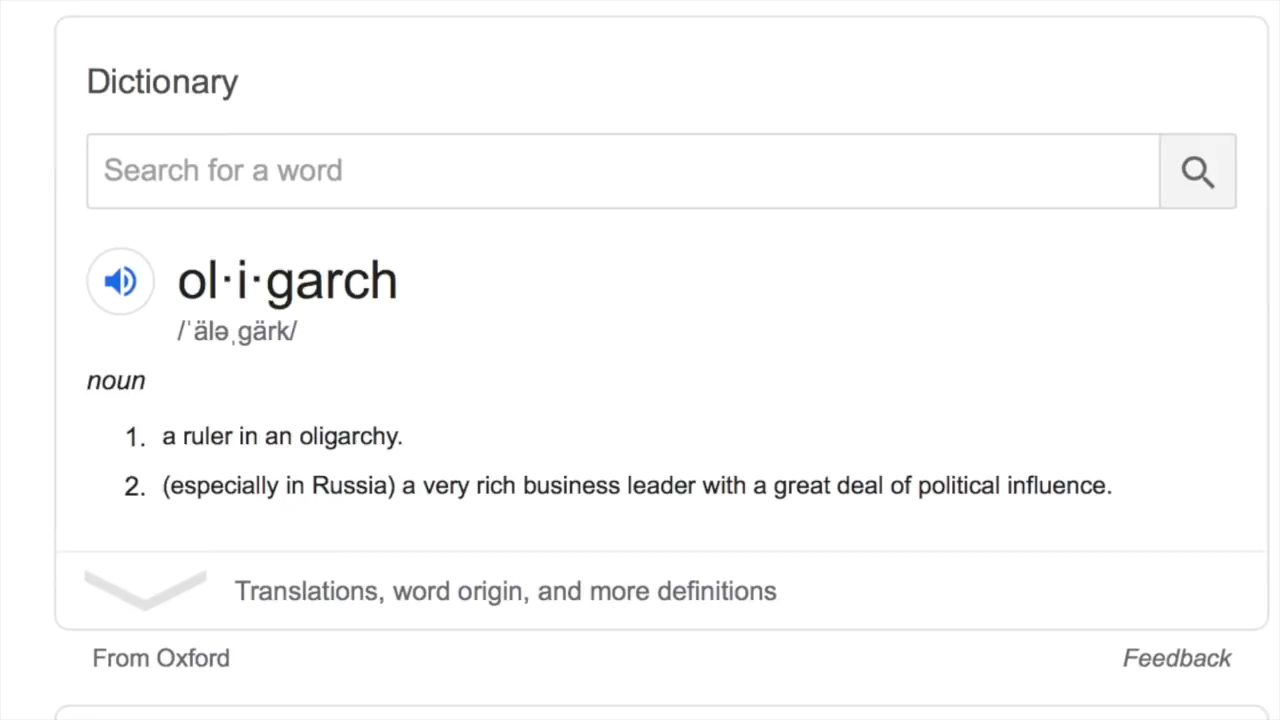 Dictionary
Search for a word
ol·i·garch
/ˈäləˌɡärk/
noun
1. a ruler in an oligarchy.
2. (especially in Russia) a very rich business leader with a great deal of political influence.
Translations, word origin, and more definitions
From Oxford
Feedback